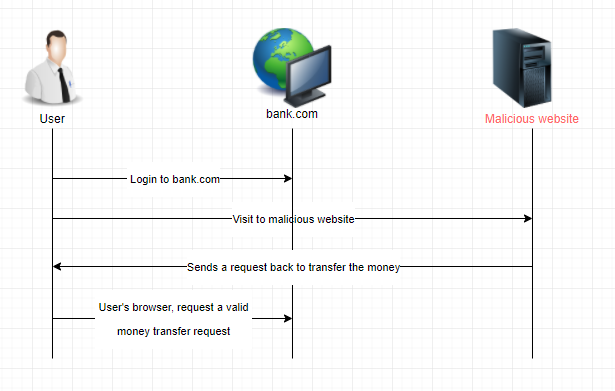 User
bank.com
Malicious website
Login to bank.com
Visit to malicious website
Sends a request back to transfer the money
User's browser, request a valid
money transfer request